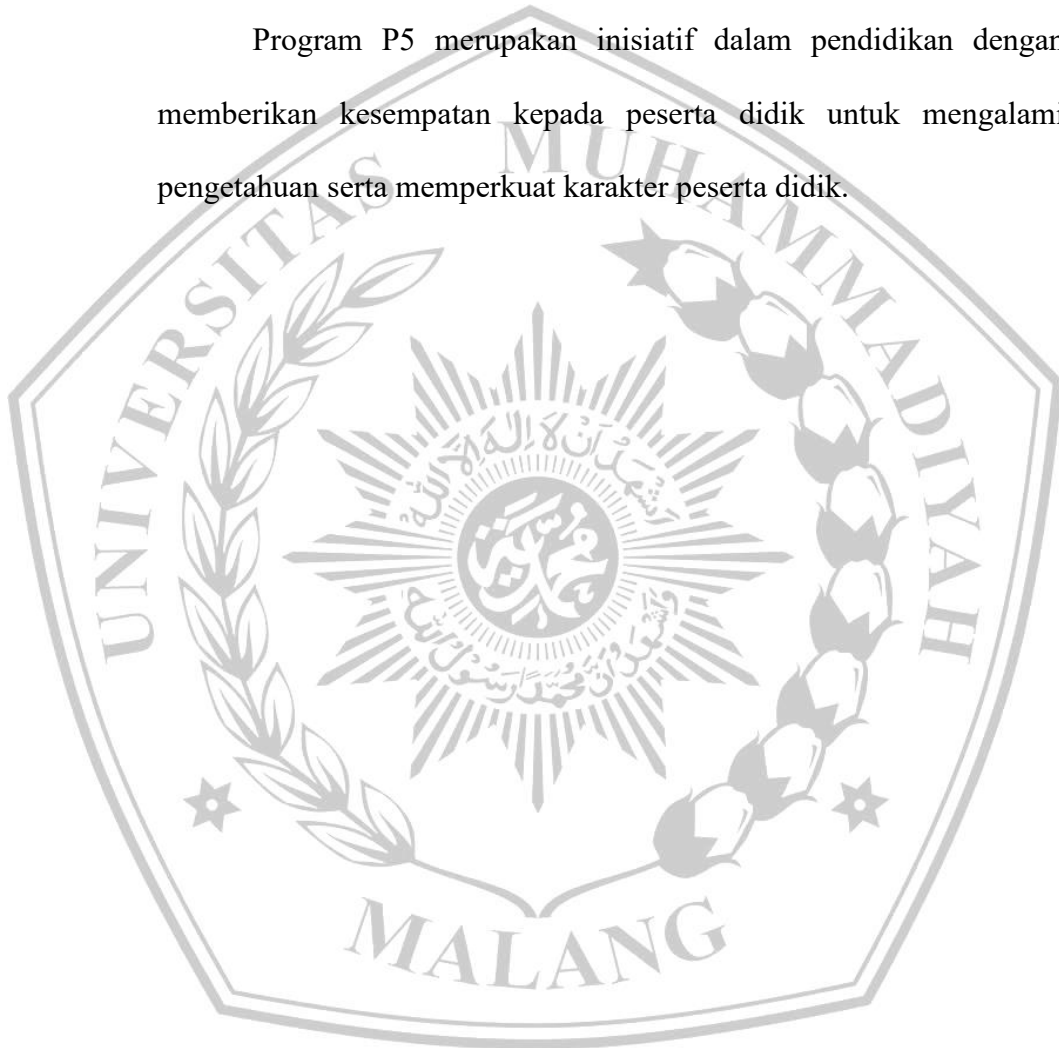 Program P5 merupakan inisiatif dalam pendidikan dengan
memberikan kesempatan kepada peserta didik untuk mengalami
pengetahuan serta memperkuat karakter peserta didik.
UNIVERSITAS MUHAMMADIYAH
MALANG